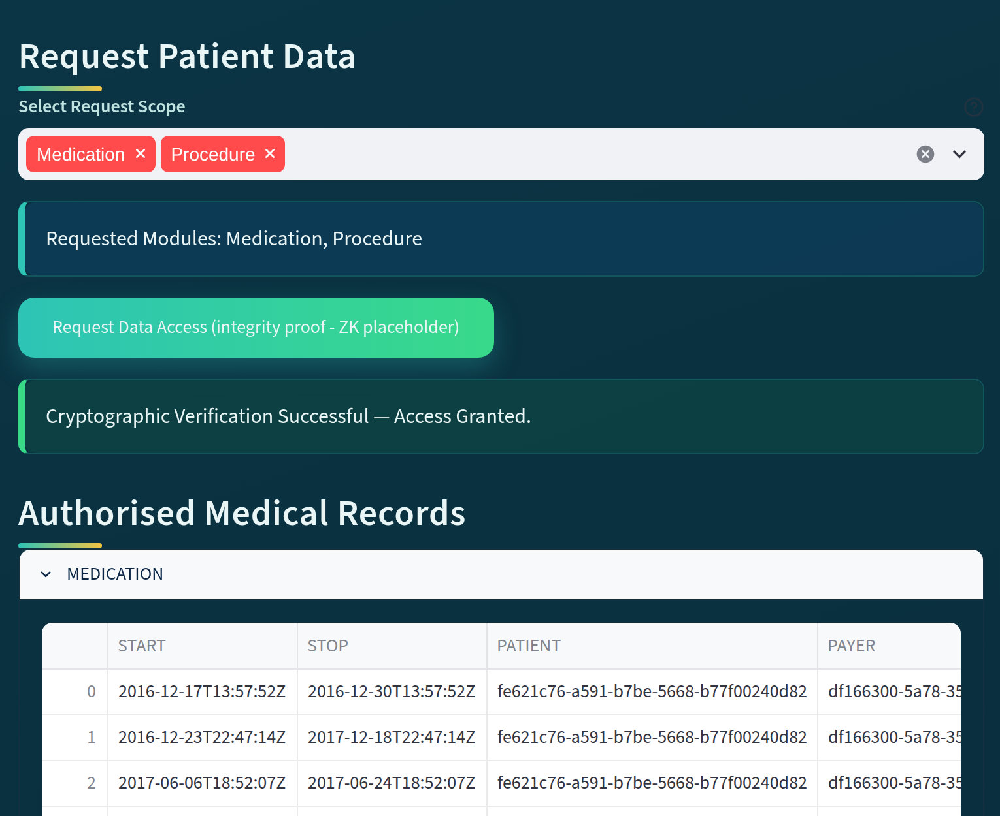 Request Patient Data
Select Request Scope
Medication Procedure
Requested Modules: Medication, Procedure
Request Data Access (integrity proof - ZK placeholder)
Cryptographic Verification Successful — Access Granted.
Authorised Medical Records
MEDICATION
START STOP PATIENT PAYER
0 2016-12-17T13:57:52Z 2016-12-30T13:57:52Z fe621c76-a591-b7be-5668-b77f00240d82 df166300-5a78-35
1 2016-12-23T22:47:14Z 2017-12-18T22:47:14Z fe621c76-a591-b7be-5668-b77f00240d82 df166300-5a78-35
2 2017-06-06T18:52:07Z 2017-06-24T18:52:07Z fe621c76-a591-b7be-5668-b77f00240d82 df166300-5a78-35